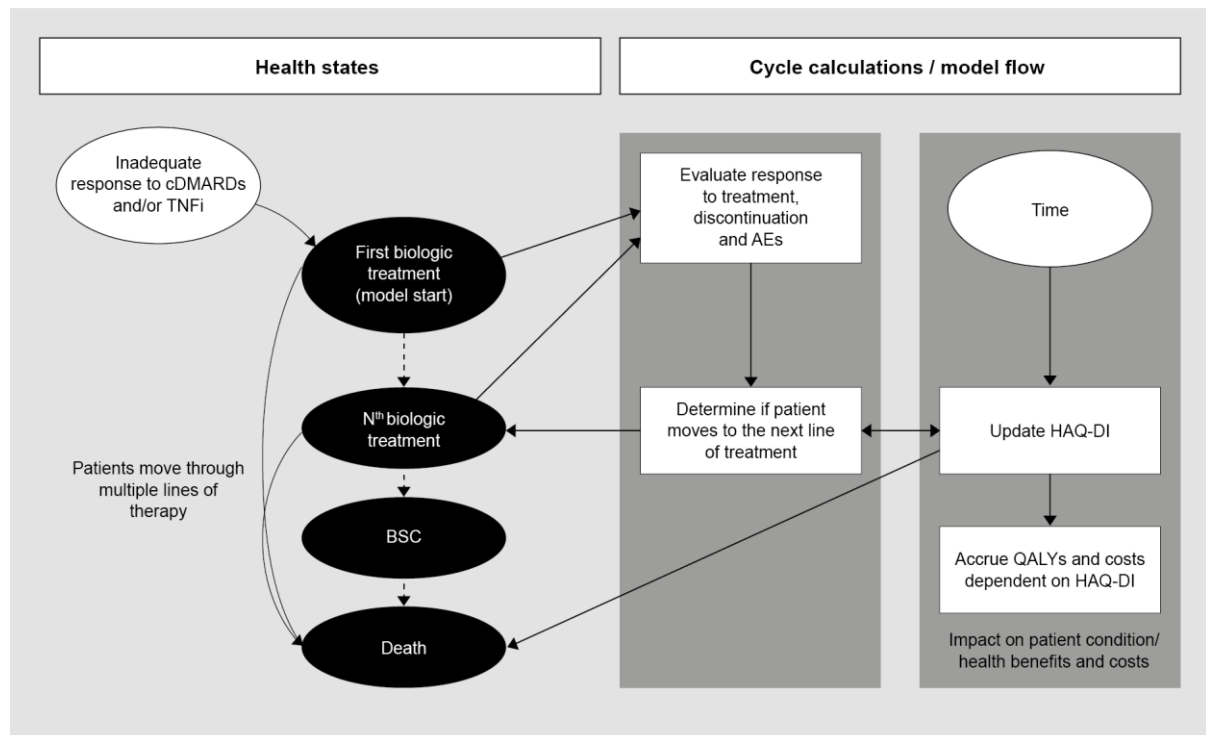 Health states
Cycle calculations / model flow
Inadequate
response to cDMARDs
and/or TNFi
First biologic
treatment
(model start)
Nth biologic
treatment
BSC
Death
Patients move through
multiple lines of
therapy
Evaluate response
to treatment,
discontinuation
and AEs
Determine if patient
moves to the next line
of treatment
Time
Update HAQ-DI
Accrue QALYs and costs
dependent on HAQ-DI
Impact on patient condition/
health benefits and costs